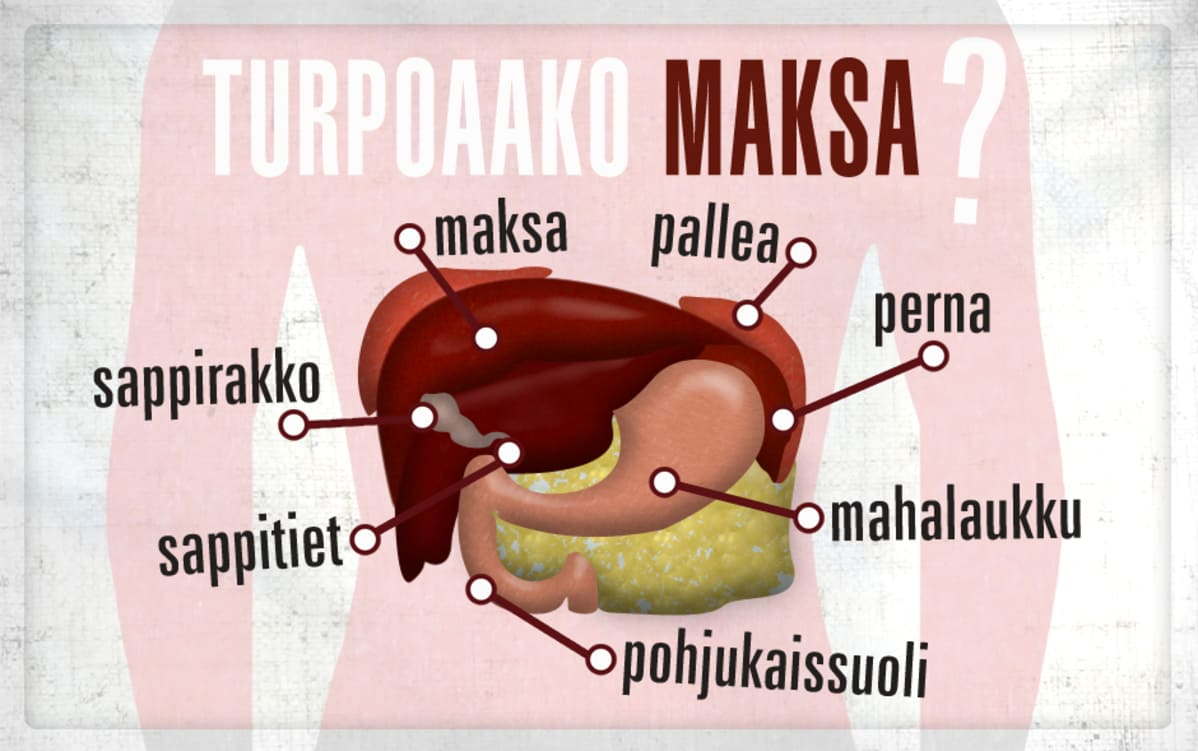 TURPOAAKO MAKSA?
maksa
pallea
perna
sappirakko
sappitiet
mahalaukku
pohjukaissuoli